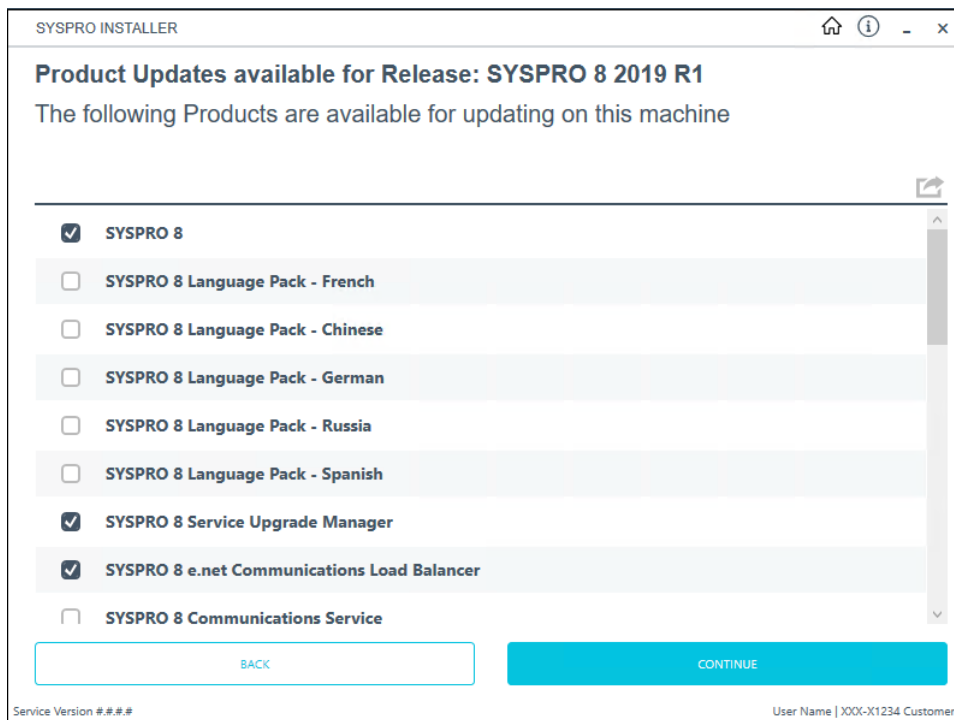 SYSPRO INSTALLER
Product Updates available for Release: SYSPRO 8 2019 R1
The following Products are available for updating on this machine
SYSPRO 8
SYSPRO 8 Language Pack - French
SYSPRO 8 Language Pack - Chinese
SYSPRO 8 Language Pack - German
SYSPRO 8 Language Pack - Russia
SYSPRO 8 Language Pack - Spanish
SYSPRO 8 Service Upgrade Manager
SYSPRO 8 e.net Communications Load Balancer
SYSPRO 8 Communications Service
BACK
CONTINUE
Service Version #.#.#.#
User Name | XXX-X1234 Customer